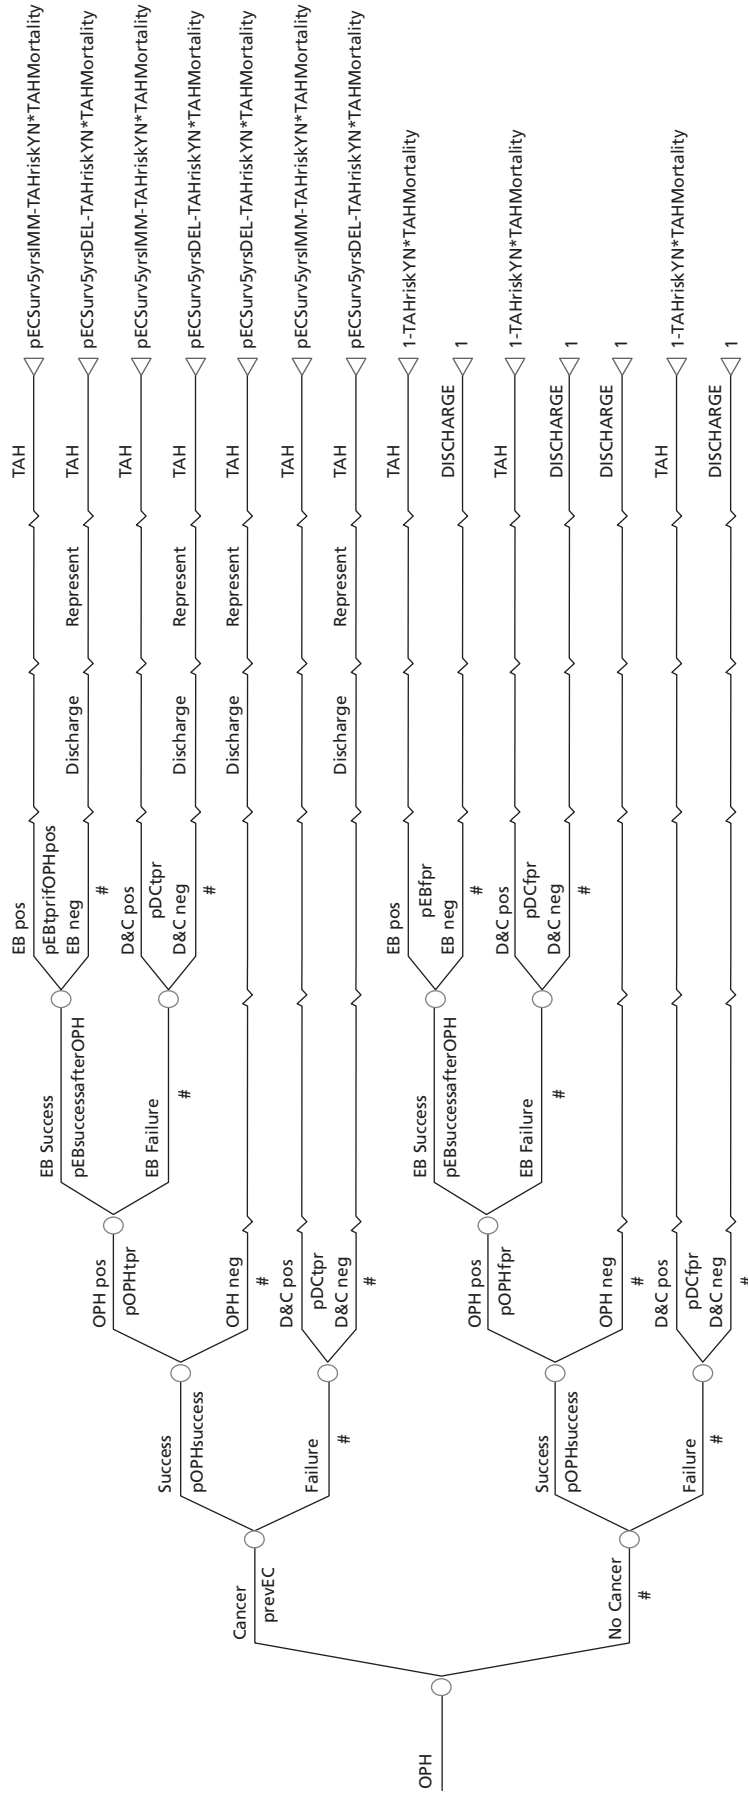 OPH
Cancer
prevEC
Success
pOPHsuccess
OPH pos
pOPHtpr
EB Success
pEBsuccessafterOPH
EB pos
pEBtprifOPHpos
TAH
pECSurv5yrsIMM-TAHriskYN*TAHMortality
EB neg
#
Discharge
Represent
TAH
pECSurv5yrsDEL-TAHriskYN*TAHMortality
EB Failure
#
D&C pos
pDCtpr
TAH
pECSurv5yrsIMM-TAHriskYN*TAHMortality
D&C neg
#
Discharge
Represent
TAH
pECSurv5yrsDEL-TAHriskYN*TAHMortality
OPH neg
#
Discharge
Represent
TAH
pECSurv5yrsDEL-TAHriskYN*TAHMortality
Failure
#
D&C pos
pDCtpr
TAH
pECSurv5yrsIMM-TAHriskYN*TAHMortality
D&C neg
#
Discharge
Represent
TAH
pECSurv5yrsDEL-TAHriskYN*TAHMortality
No Cancer
#
Success
pOPHsuccess
OPH pos
pOPHfpr
EB Success
pEBsuccessafterOPH
EB pos
pEBfpr
TAH
1-TAHriskYN*TAHMortality
EB neg
#
DISCHARGE
1
EB Failure
#
D&C pos
pDCfpr
TAH
1-TAHriskYN*TAHMortality
D&C neg
#
DISCHARGE
1
OPH neg
#
DISCHARGE
1
Failure
#
D&C pos
pDCfpr
TAH
1-TAHriskYN*TAHMortality
D&C neg
#
DISCHARGE
1